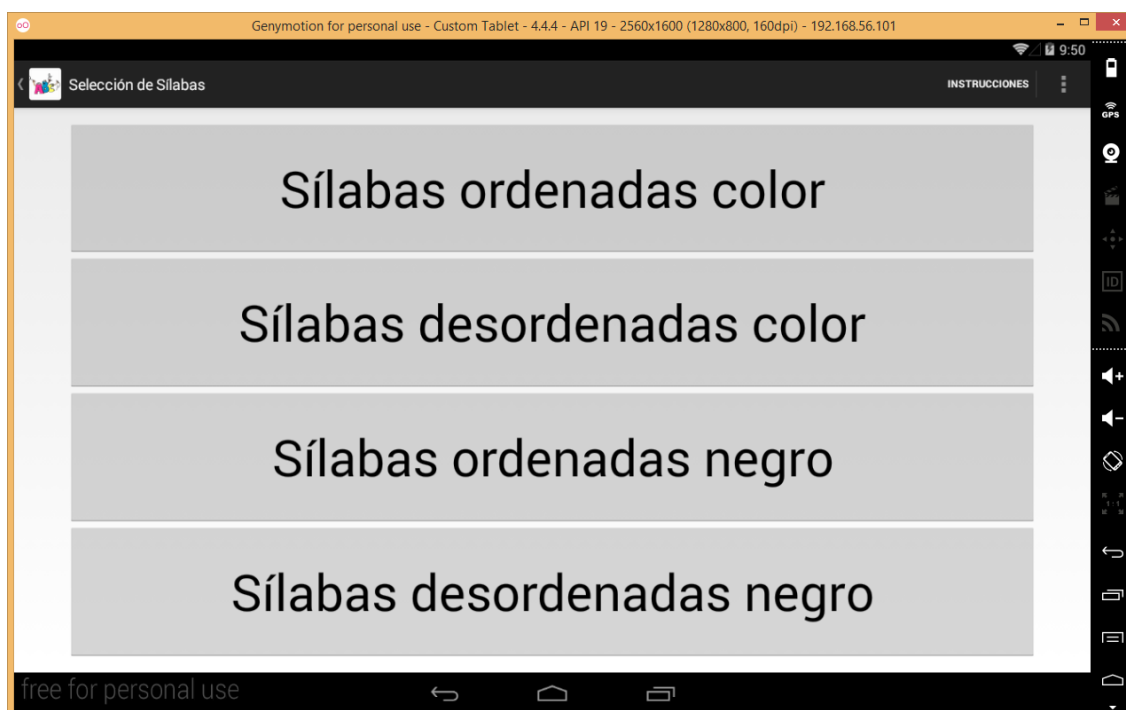 Genymotion for personal use - Custom Tablet - 4.4.4 - API 19 - 2560x1600 (1280x800, 160dpi) - 192.168.56.101
9:50
Selección de Sílabas
INSTRUCCIONES
GPS
Sílabas ordenadas color
Sílabas desordenadas color
ID
Sílabas ordenadas negro
1:1
Sílabas desordenadas negro
free for personal use